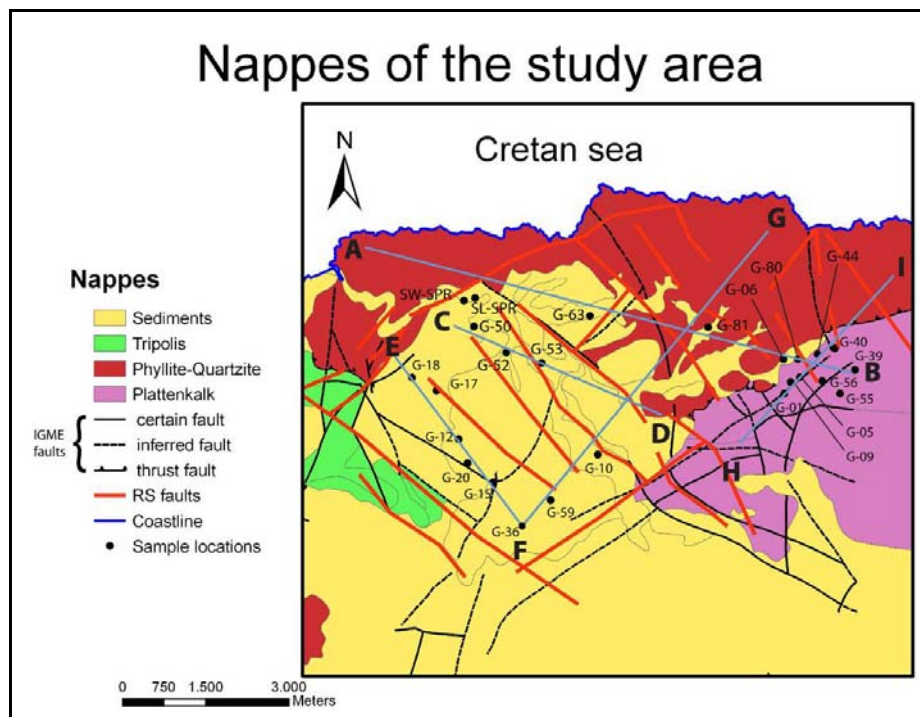 Nappes of the study area
N
Cretan sea
A
G
I
G-44
G-80
G-06
SW-SPR
SL-SPR
C
G-50
G-63
G-81
G-40
G-39
B
E
G-18
G-52
G-53
G-17
G-56
G-55
G-01
D
G-05
G-09
G-12
G-20
G-15
G-10
H
G-59
G-36
F
Nappes
Sediments
Tripolis
Phyllite-Quartzite
Plattenkalk
IGME
faults
certain fault
inferred fault
thrust fault
RS faults
Coastline
Sample locations
0 750 1.500 3.000
Meters